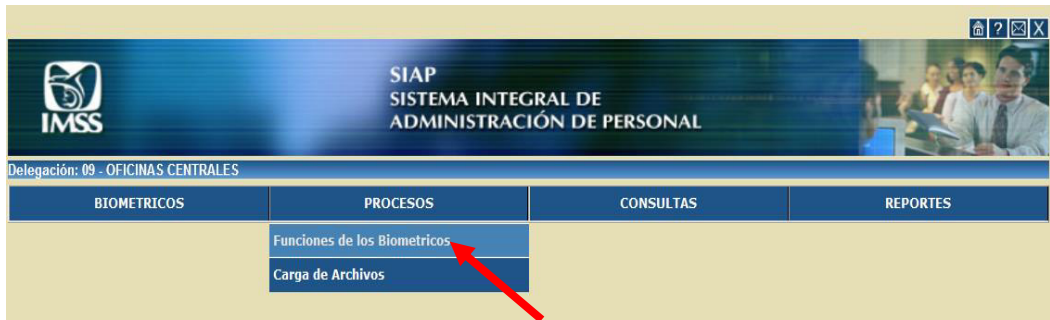 ?
X
IMSS
SIAP
SISTEMA INTEGRAL DE
ADMINISTRACIÓN DE PERSONAL
Delegación: 09 - OFICINAS CENTRALES
BIOMETRICOS
PROCESOS
CONSULTAS
REPORTES
Funciones de los Biometricos
Carga de Archivos